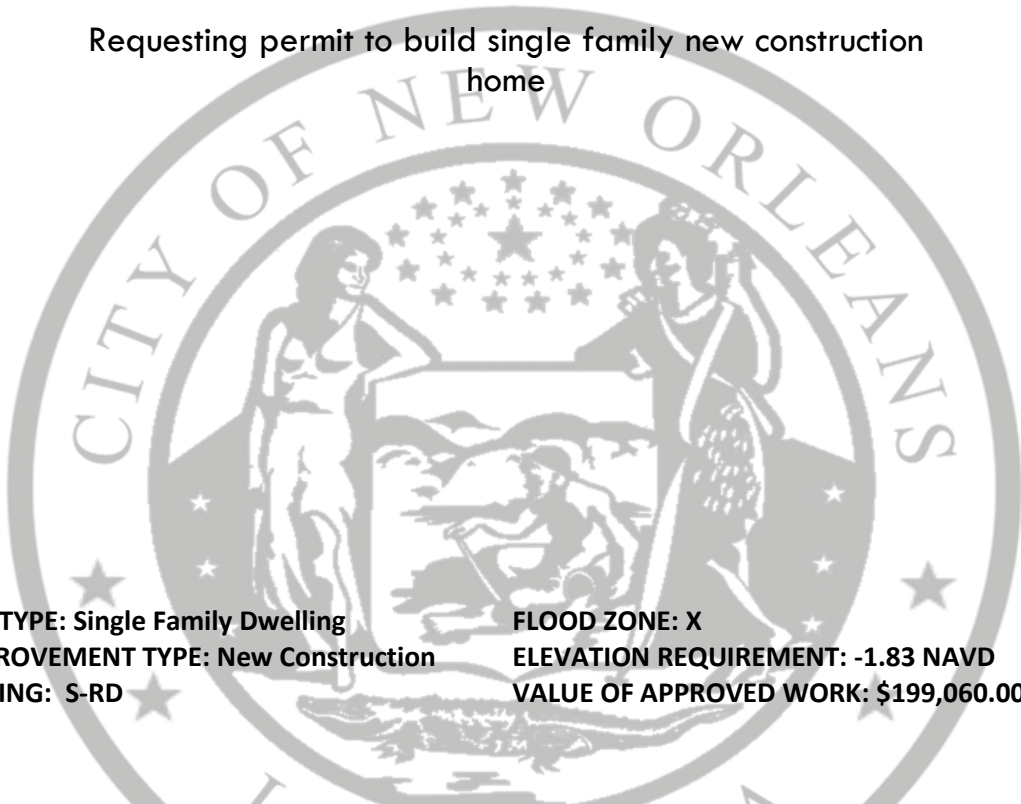 Requesting permit to build single family new construction
home
CITY OF NEW ORLEANS
TYPE: Single Family Dwelling
FLOOD ZONE: X
ROVEMENT TYPE: New Construction
ELEVATION REQUIREMENT: -1.83 NAVD
ING: S-RD
VALUE OF APPROVED WORK: $199,060.00